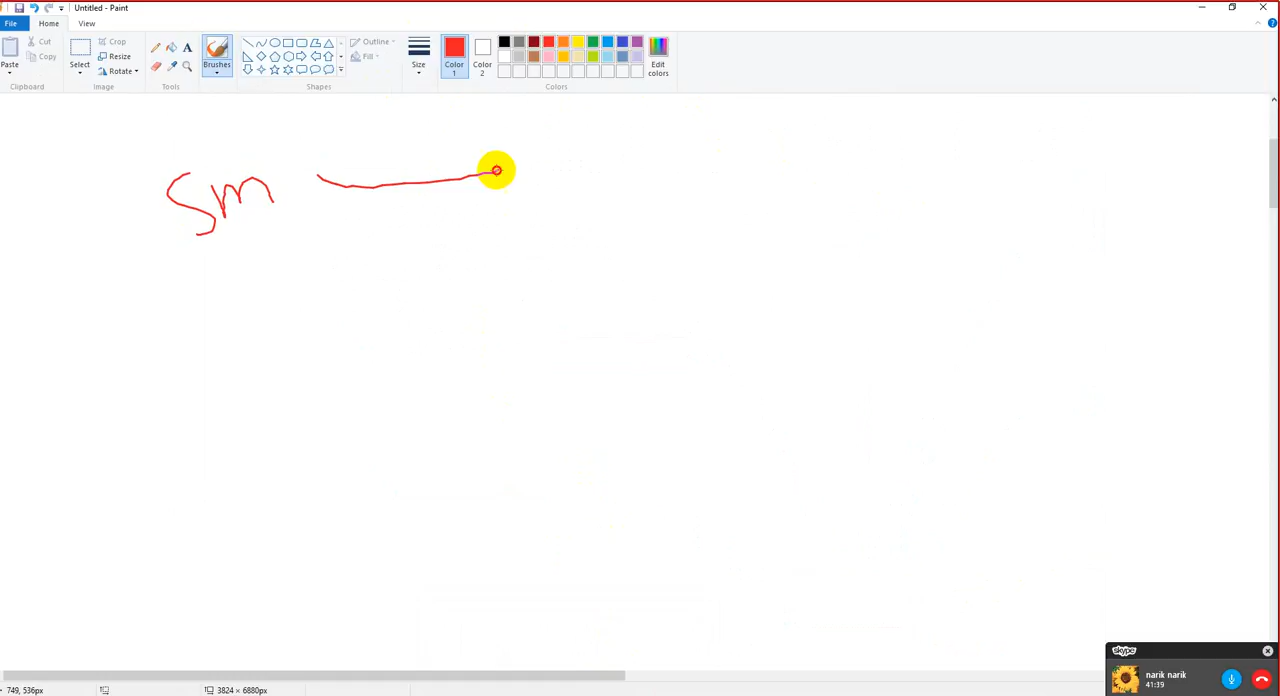 Untitled - Paint
File Home View
Paste
Cut
Copy
Clipboard
Select
Crop
Resize
Rotate
Image
Tools
Brushes
Outline
Fill
Shapes
Size
Color 1
Color 2
Edit colors
Colors
Sm
skype
narik narik
41:39
749, 536px
3824 × 6880px